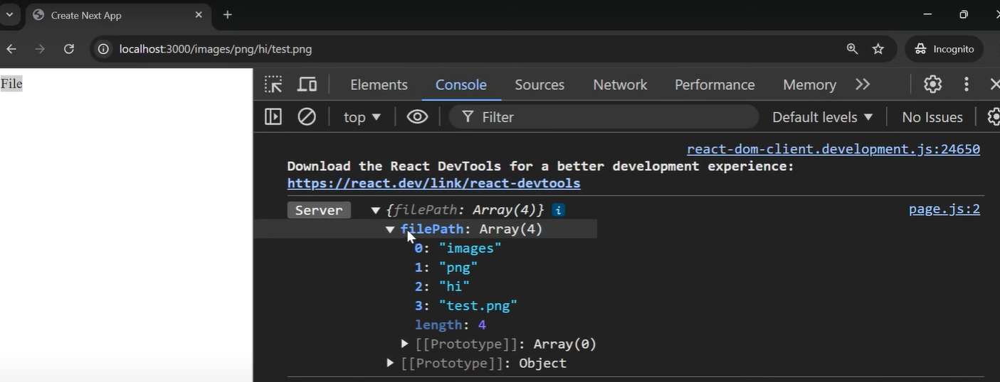 Create Next App
localhost:3000/images/png/hi/test.png
Incognito
File
Elements Console Sources Network Performance Memory
top Filter Default levels No Issues
react-dom-client.development.js:24650
Download the React DevTools for a better development experience:
https://react.dev/link/react-devtools
Server {filePath: Array(4)} i page.js:2
filePath: Array(4)
0: "images"
1: "png"
2: "hi"
3: "test.png"
length: 4
[[Prototype]]: Array(0)
[[Prototype]]: Object